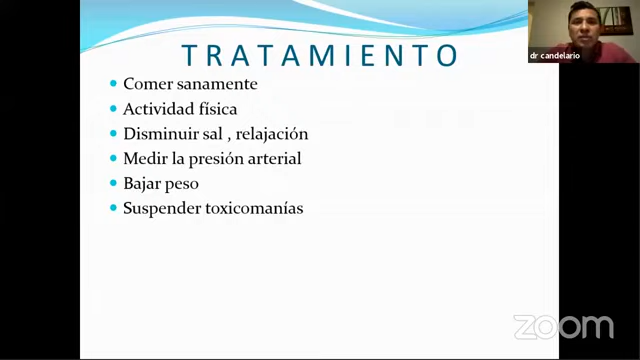 TRATAMIENTO
dr candelario
Comer sanamente
Actividad física
Disminuir sal , relajación
Medir la presión arterial
Bajar peso
Suspender toxicomanías
zoom